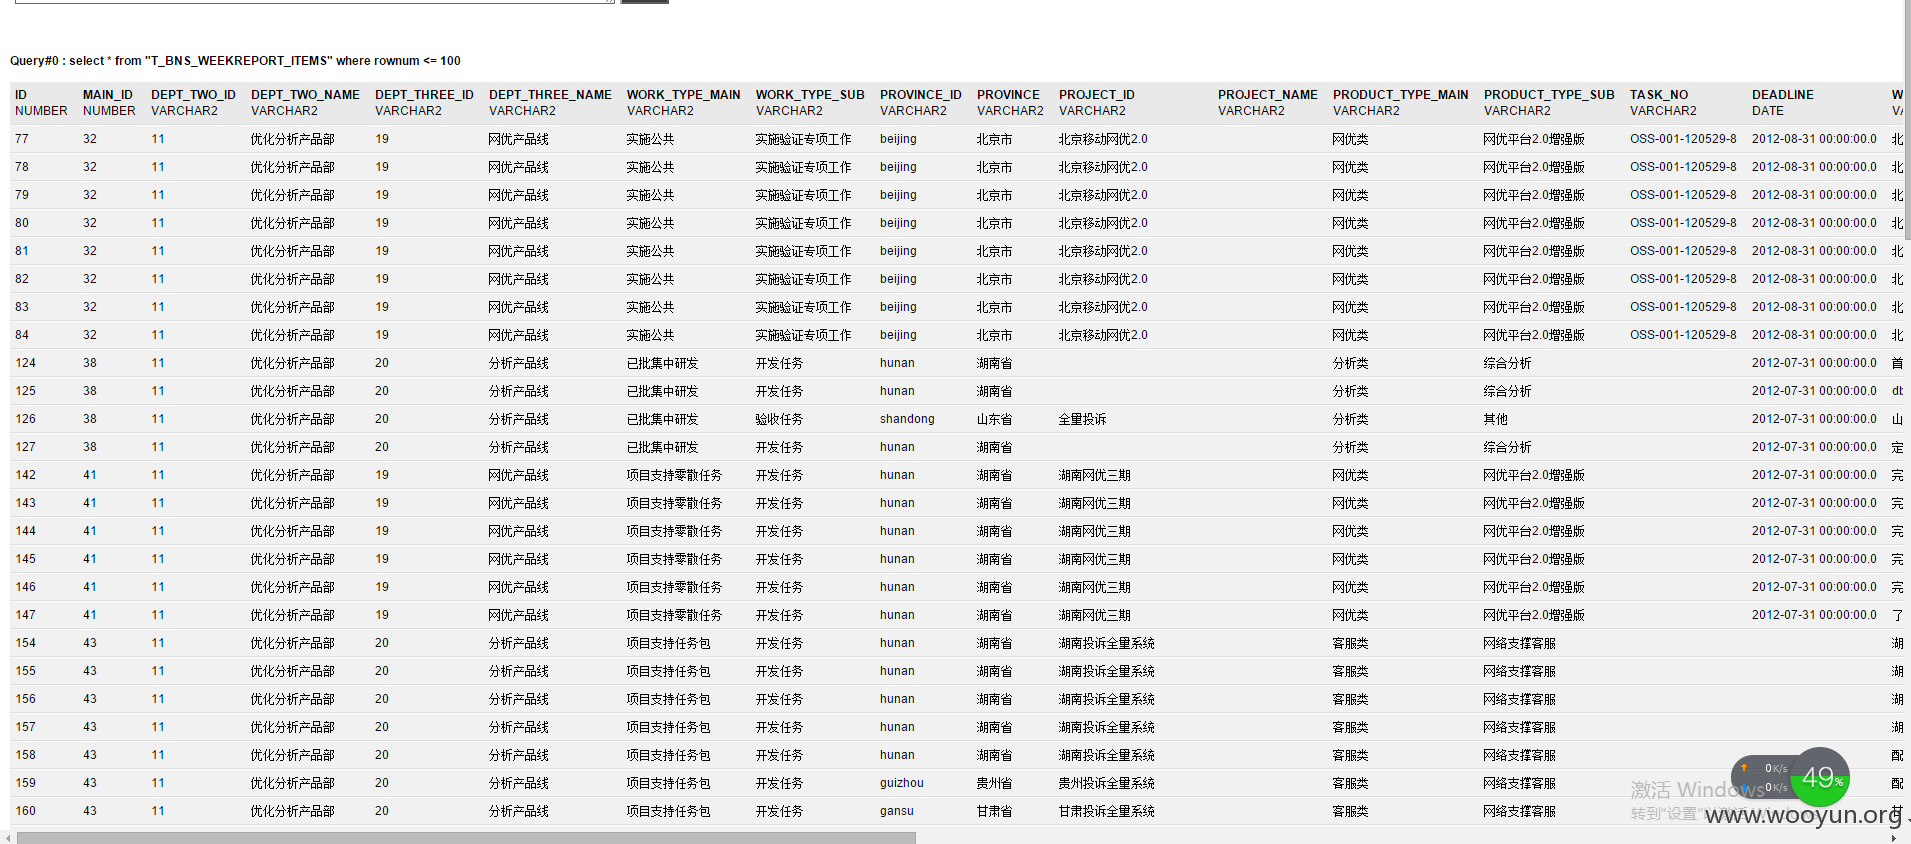 Query#0 : select * from "T_BNS_WEEKREPORT_ITEMS" where rownum <= 100
ID MAIN_ID DEPT_TWO_ID DEPT_TWO_NAME DEPT_THREE_ID DEPT_THREE_NAME WORK_TYPE_MAIN WORK_TYPE_SUB PROVINCE_ID PROVINCE PROJECT_ID PROJECT_NAME PRODUCT_TYPE_MAIN PRODUCT_TYPE_SUB TASK_NO DEADLINE
NUMBER NUMBER VARCHAR2 VARCHAR2 VARCHAR2 VARCHAR2 VARCHAR2 VARCHAR2 VARCHAR2 VARCHAR2 VARCHAR2 VARCHAR2 VARCHAR2 VARCHAR2 VARCHAR2 DATE
77 32 11 优化分析产品部 19 网优产品线 实施公共 实施验证专项工作 beijing 北京市 北京移动网优2.0 网优类 网优平台2.0增强版 OSS-001-120529-8 2012-08-31 00:00:00.0 北
78 32 11 优化分析产品部 19 网优产品线 实施公共 实施验证专项工作 beijing 北京市 北京移动网优2.0 网优类 网优平台2.0增强版 OSS-001-120529-8 2012-08-31 00:00:00.0 北
79 32 11 优化分析产品部 19 网优产品线 实施公共 实施验证专项工作 beijing 北京市 北京移动网优2.0 网优类 网优平台2.0增强版 OSS-001-120529-8 2012-08-31 00:00:00.0 北
80 32 11 优化分析产品部 19 网优产品线 实施公共 实施验证专项工作 beijing 北京市 北京移动网优2.0 网优类 网优平台2.0增强版 OSS-001-120529-8 2012-08-31 00:00:00.0 北
81 32 11 优化分析产品部 19 网优产品线 实施公共 实施验证专项工作 beijing 北京市 北京移动网优2.0 网优类 网优平台2.0增强版 OSS-001-120529-8 2012-08-31 00:00:00.0 北
82 32 11 优化分析产品部 19 网优产品线 实施公共 实施验证专项工作 beijing 北京市 北京移动网优2.0 网优类 网优平台2.0增强版 OSS-001-120529-8 2012-08-31 00:00:00.0 北
83 32 11 优化分析产品部 19 网优产品线 实施公共 实施验证专项工作 beijing 北京市 北京移动网优2.0 网优类 网优平台2.0增强版 OSS-001-120529-8 2012-08-31 00:00:00.0 北
84 32 11 优化分析产品部 19 网优产品线 实施公共 实施验证专项工作 beijing 北京市 北京移动网优2.0 网优类 网优平台2.0增强版 OSS-001-120529-8 2012-08-31 00:00:00.0 北
124 38 11 优化分析产品部 20 分析产品线 已批集中研发 开发任务 hunan 湖南省 分析类 综合分析 2012-07-31 00:00:00.0 首
125 38 11 优化分析产品部 20 分析产品线 已批集中研发 开发任务 hunan 湖南省 分析类 综合分析 2012-07-31 00:00:00.0 db
126 38 11 优化分析产品部 20 分析产品线 已批集中研发 验收任务 shandong 山东省 全量投诉 分析类 其他 2012-07-31 00:00:00.0 山
127 38 11 优化分析产品部 20 分析产品线 已批集中研发 开发任务 hunan 湖南省 分析类 综合分析 2012-07-31 00:00:00.0 定
142 41 11 优化分析产品部 19 网优产品线 项目支持零散任务 开发任务 hunan 湖南省 湖南网优三期 网优类 网优平台2.0增强版 2012-07-31 00:00:00.0 完
143 41 11 优化分析产品部 19 网优产品线 项目支持零散任务 开发任务 hunan 湖南省 湖南网优三期 网优类 网优平台2.0增强版 2012-07-31 00:00:00.0 完
144 41 11 优化分析产品部 19 网优产品线 项目支持零散任务 开发任务 hunan 湖南省 湖南网优三期 网优类 网优平台2.0增强版 2012-07-31 00:00:00.0 完
145 41 11 优化分析产品部 19 网优产品线 项目支持零散任务 开发任务 hunan 湖南省 湖南网优三期 网优类 网优平台2.0增强版 2012-07-31 00:00:00.0 完
146 41 11 优化分析产品部 19 网优产品线 项目支持零散任务 开发任务 hunan 湖南省 湖南网优三期 网优类 网优平台2.0增强版 2012-07-31 00:00:00.0 完
147 41 11 优化分析产品部 19 网优产品线 项目支持零散任务 开发任务 hunan 湖南省 湖南网优三期 网优类 网优平台2.0增强版 2012-07-31 00:00:00.0 了
154 43 11 优化分析产品部 20 分析产品线 项目支持任务包 开发任务 hunan 湖南省 湖南投诉全量系统 客服类 网络支撑客服 湖
155 43 11 优化分析产品部 20 分析产品线 项目支持任务包 开发任务 hunan 湖南省 湖南投诉全量系统 客服类 网络支撑客服 湖
156 43 11 优化分析产品部 20 分析产品线 项目支持任务包 开发任务 hunan 湖南省 湖南投诉全量系统 客服类 网络支撑客服 湖
157 43 11 优化分析产品部 20 分析产品线 项目支持任务包 开发任务 hunan 湖南省 湖南投诉全量系统 客服类 网络支撑客服 湖
158 43 11 优化分析产品部 20 分析产品线 项目支持任务包 开发任务 hunan 湖南省 湖南投诉全量系统 客服类 网络支撑客服 配
159 43 11 优化分析产品部 20 分析产品线 项目支持任务包 开发任务 guizhou 贵州省 贵州投诉全量系统 客服类 网络支撑客服 配
160 43 11 优化分析产品部 20 分析产品线 项目支持任务包 开发任务 gansu 甘肃省 甘肃投诉全量系统 客服类 网络支撑客服 甘
0 K/s
49%
0 K/s
激活 Windows
转到"设置"以激活 Windows
www.wooyun.org